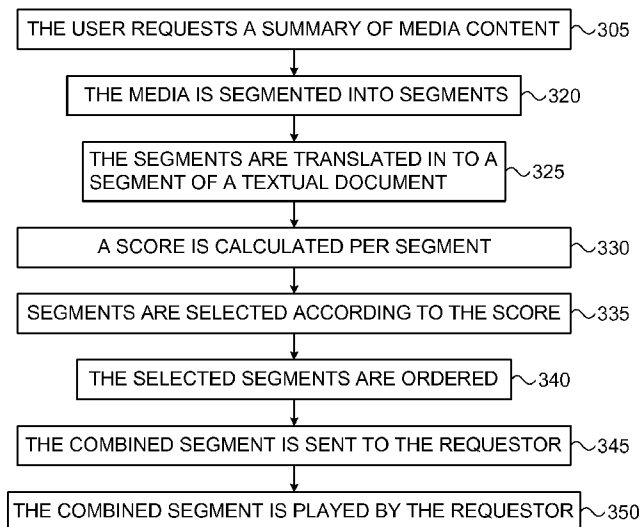 THE USER REQUESTS A SUMMARY OF MEDIA CONTENT 305
THE MEDIA IS SEGMENTED INTO SEGMENTS 320
THE SEGMENTS ARE TRANSLATED IN TO A
SEGMENT OF A TEXTUAL DOCUMENT 325
A SCORE IS CALCULATED PER SEGMENT 330
SEGMENTS ARE SELECTED ACCORDING TO THE SCORE 335
THE SELECTED SEGMENTS ARE ORDERED 340
THE COMBINED SEGMENT IS SENT TO THE REQUESTOR 345
THE COMBINED SEGMENT IS PLAYED BY THE REQUESTOR 350